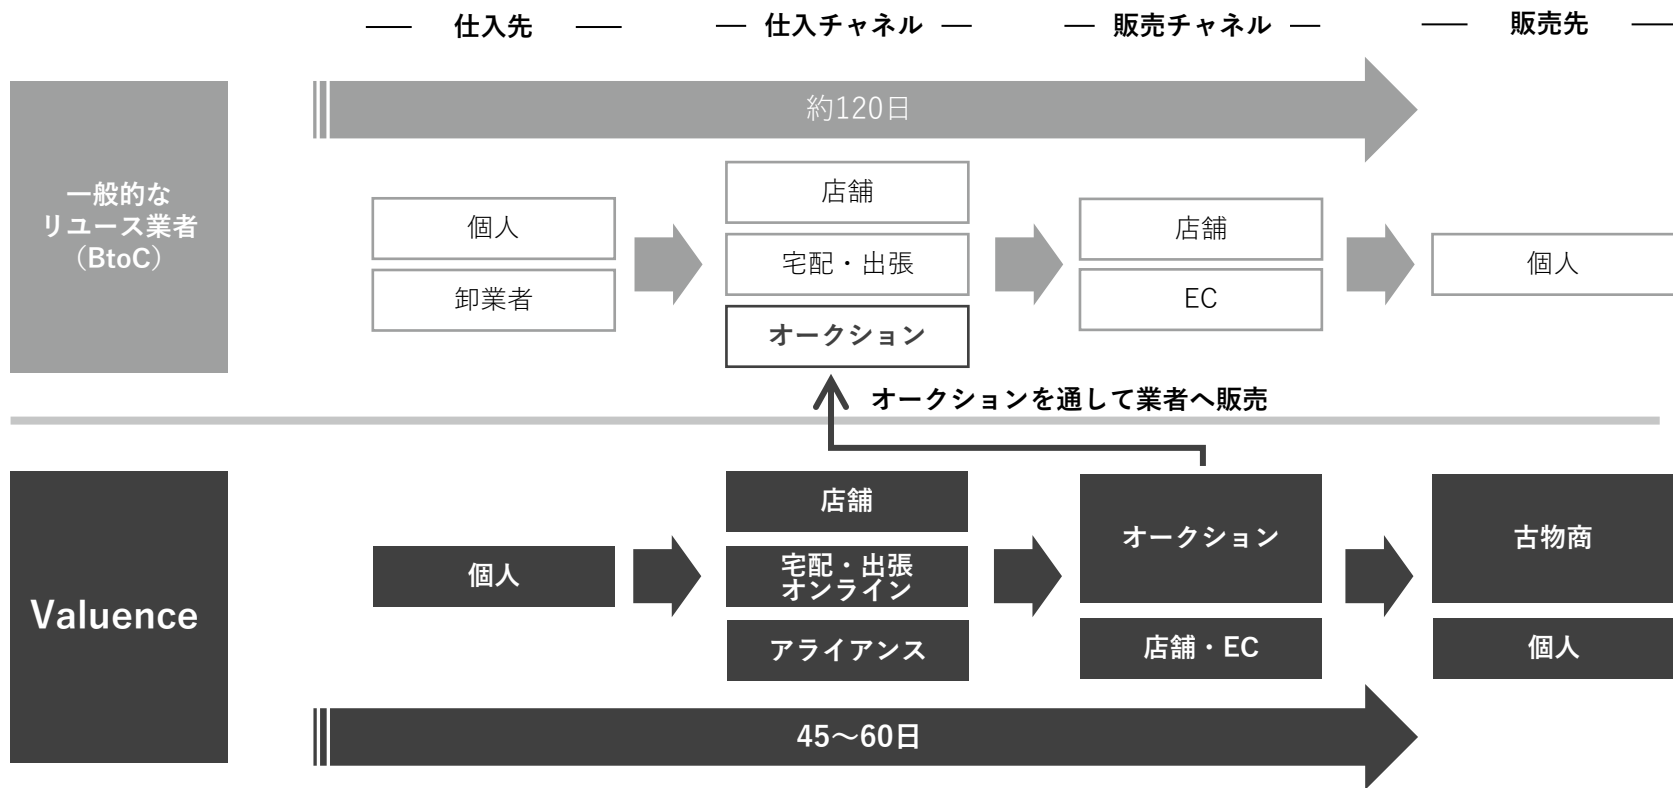 仕入先
仕入チャネル
販売チャネル
販売先
約120日
一般的な
リユース業者
（BtoC）
個人
卸業者
店舗
宅配・出張
オークション
店舗
EC
個人
オークションを通して業者へ販売
Valuence
個人
店舗
宅配・出張
オンライン
アライアンス
オークション
店舗・EC
古物商
個人
45～60日